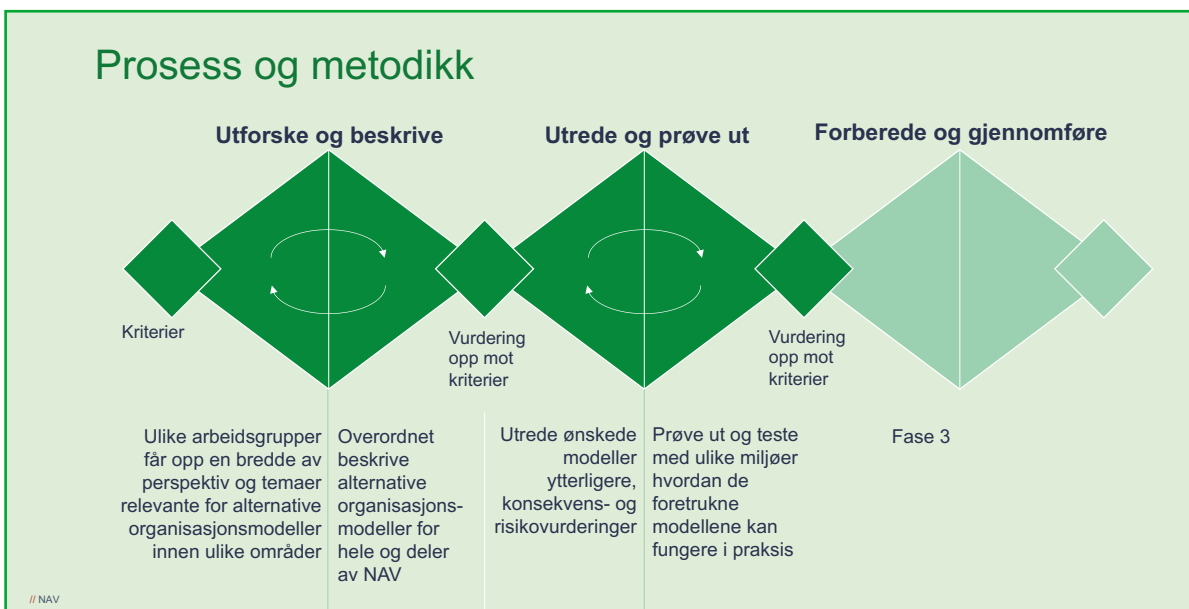 Prosess og metodikk
Utforske og beskrive
Utrede og prøve ut
Forberede og gjennomføre
Kriterier
Vurdering
opp mot
kriterier
Vurdering
opp mot
kriterier
Ulike arbeidsgrupper
får opp en bredde av
perspektiv og temaer
relevante for alternative
organisasjonsmodeller
innen ulike områder
Overordnet
beskrive
alternative
organisasjons-
modeller for
hele og deler
av NAV
Utrede ønskede
modeller
ytterligere,
konsekvens- og
risikovurderinger
Prøve ut og teste
med ulike miljøer
hvordan de
foretrukne
modellene kan
fungere i praksis
Fase 3
// NAV